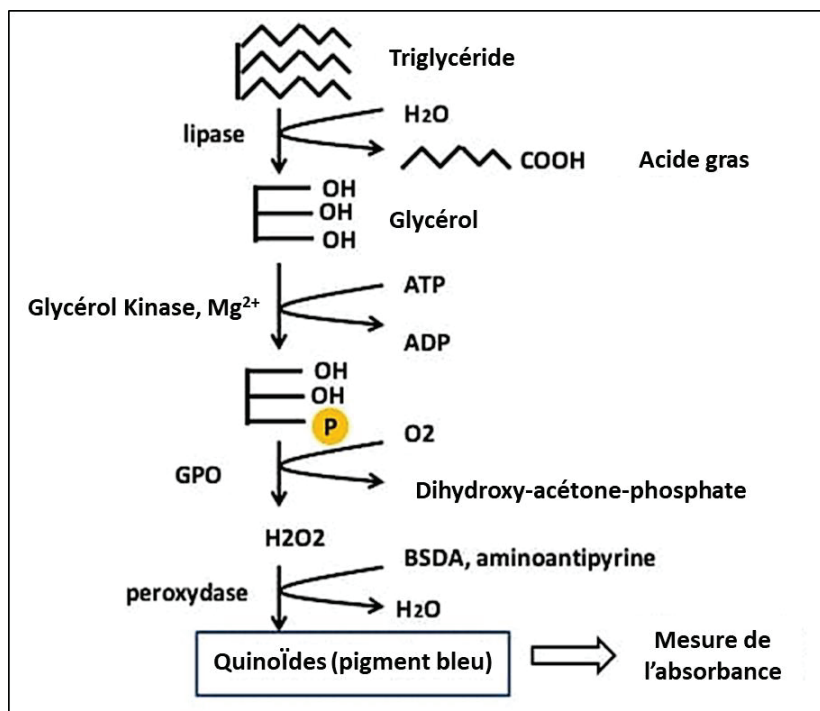 Triglycéride
H₂O
lipase
COOH
Acide gras
OH
OH
OH
Glycérol
ATP
Glycérol Kinase, Mg²⁺
ADP
OH
OH
P
O2
GPO
Dihydroxy-acétone-phosphate
H2O2
BSDA, aminoantipyrine
peroxydase
H₂O
QuinoÏdes (pigment bleu)
Mesure de
l’absorbance